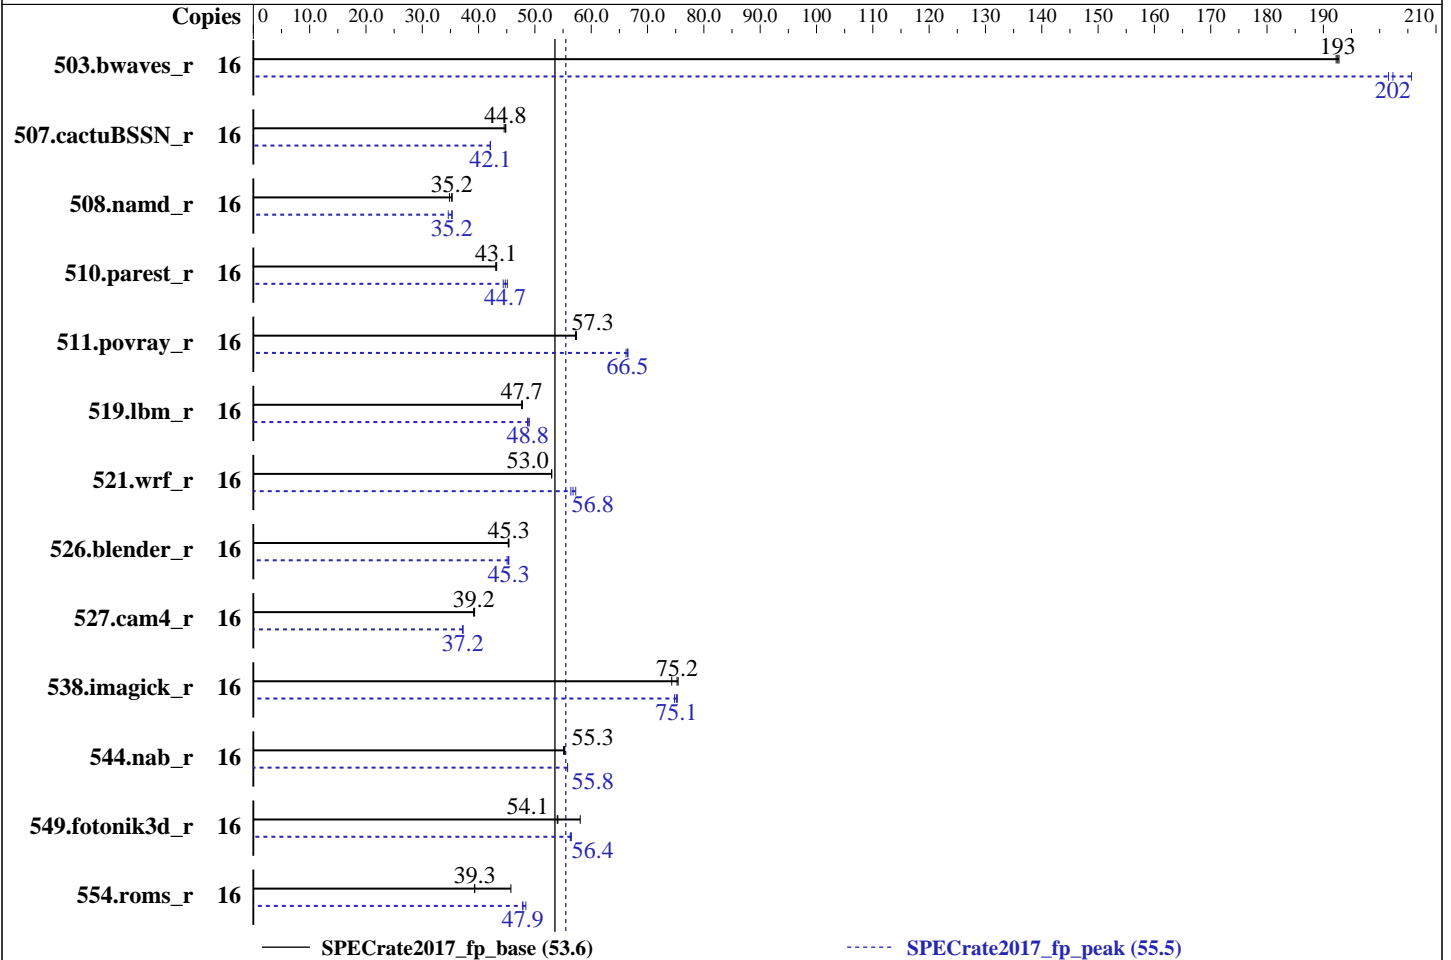 Copies 0 10.0 20.0 30.0 40.0 50.0 60.0 70.0 80.0 90.0 100 110 120 130 140 150 160 170 180 190 210
193
503.bwaves_r 16
202
44.8
507.cactuBSSN_r 16
42.1
35.2
508.namd_r 16
35.2
43.1
510.parest_r 16
44.7
57.3
511.povray_r 16
66.5
47.7
519.lbm_r 16
48.8
53.0
521.wrf_r 16
56.8
45.3
526.blender_r 16
45.3
39.2
527.cam4_r 16
37.2
75.2
538.imagick_r 16
75.1
55.3
544.nab_r 16
55.8
54.1
549.fotonik3d_r 16
56.4
39.3
554.roms_r 16
47.9
SPECrate2017_fp_base (53.6) SPECrate2017_fp_peak (55.5)